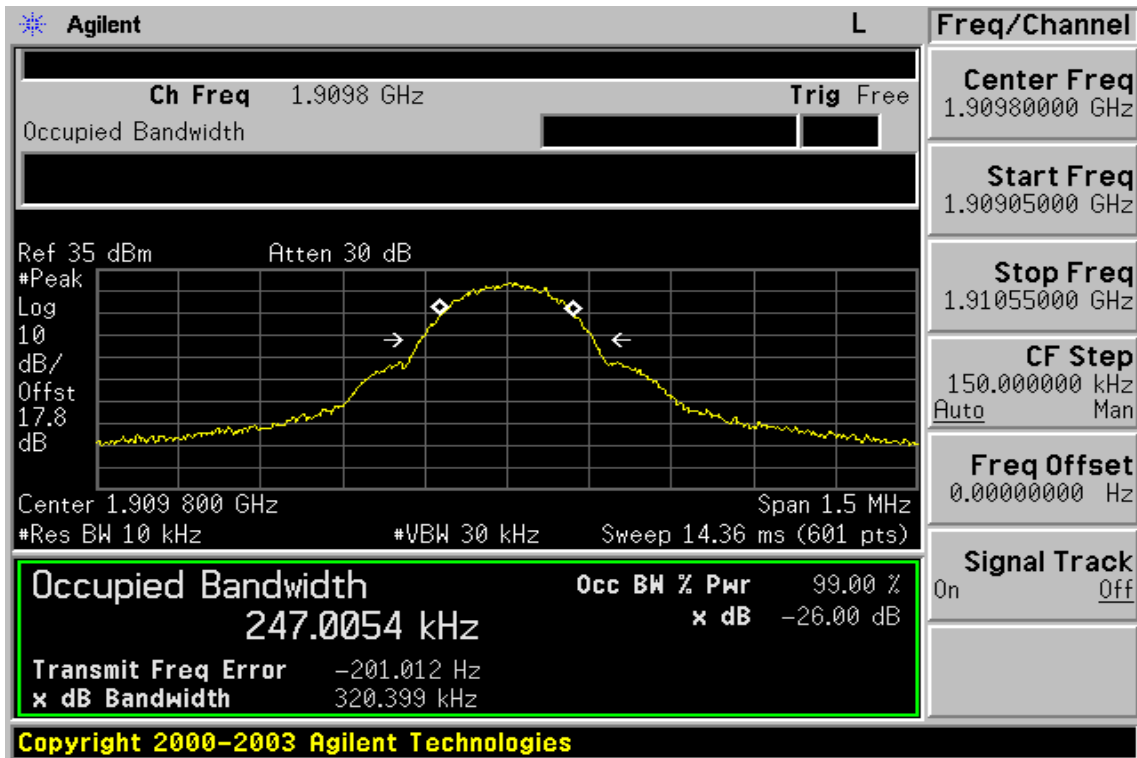 Agilent L
Freq/Channel
Ch Freq 1.9098 GHz Trig Free
Occupied Bandwidth
Center Freq
1.90980000 GHz
Start Freq
1.90905000 GHz
Stop Freq
1.91055000 GHz
CF Step
150.000000 kHz
Auto Man
Freq Offset
0.00000000 Hz
Signal Track
On Off
Ref 35 dBm Atten 30 dB
#Peak
Log
10
dB/
Offst
17.8
dB
Center 1.909 800 GHz Span 1.5 MHz
#Res BW 10 kHz #VBW 30 kHz Sweep 14.36 ms (601 pts)
Occupied Bandwidth
247.0054 kHz
Occ BW % Pwr 99.00 %
x dB -26.00 dB
Transmit Freq Error -201.012 Hz
x dB Bandwidth 320.399 kHz
Copyright 2000-2003 Agilent Technologies